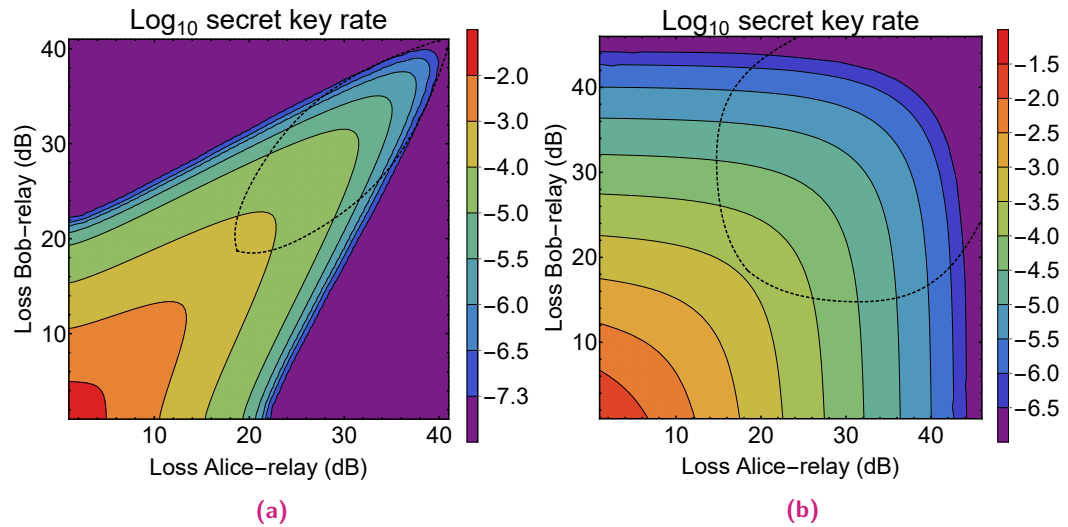 Log₁₀ secret key rate
40
30
20
10
Loss Bob−relay (dB)
10 20 30 40
Loss Alice−relay (dB)
−2.0
−3.0
−4.0
−5.0
−5.5
−6.0
−6.5
−7.3
(a)
Log₁₀ secret key rate
40
30
20
10
Loss Bob−relay (dB)
10 20 30 40
Loss Alice−relay (dB)
−1.5
−2.0
−2.5
−3.0
−3.5
−4.0
−4.5
−5.0
−5.5
−6.0
−6.5
(b)